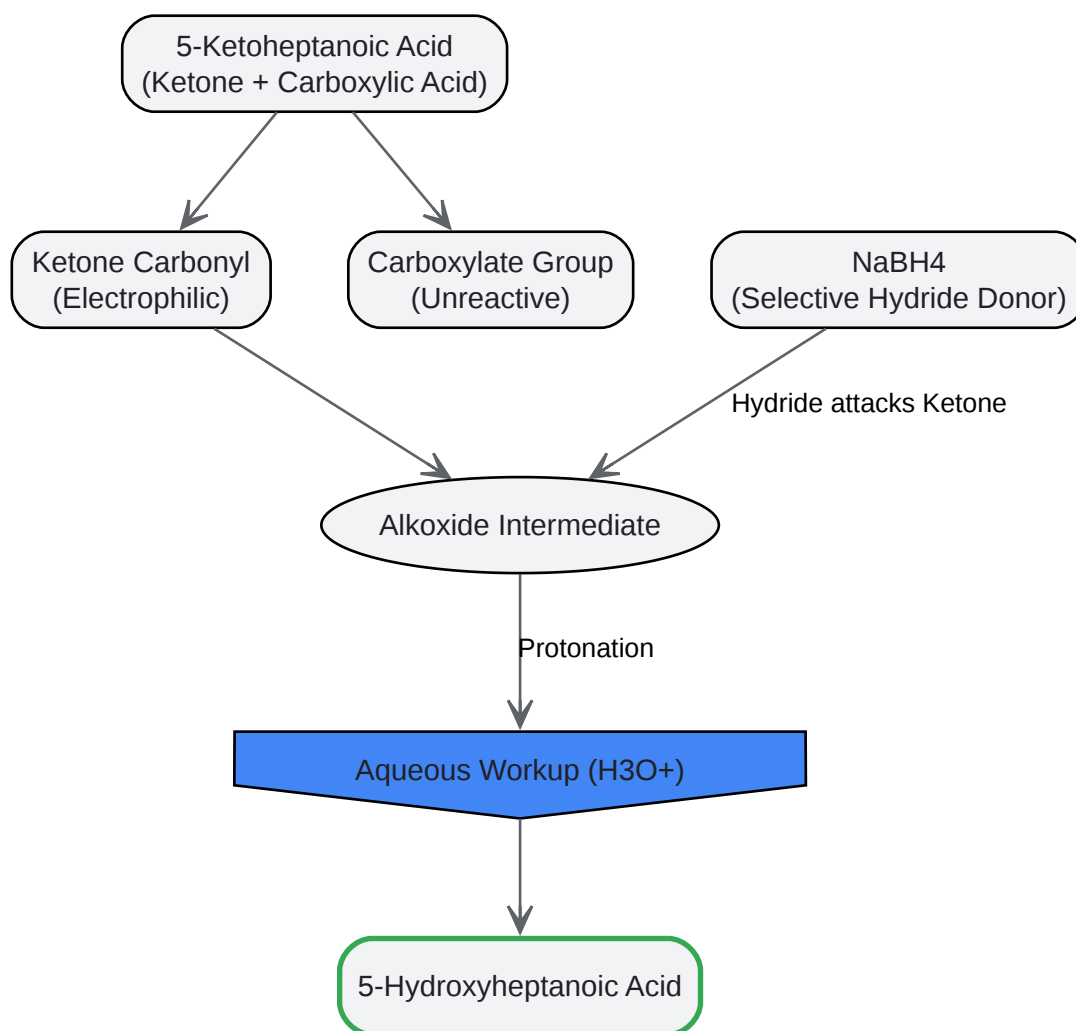 5-Ketoheptanoic Acid
(Ketone + Carboxylic Acid)
Ketone Carbonyl
(Electrophilic)
Carboxylate Group
(Unreactive)
NaBH4
(Selective Hydride Donor)
Hydride attacks Ketone
Alkoxide Intermediate
Protonation
Aqueous Workup (H3O+)
5-Hydroxyheptanoic Acid